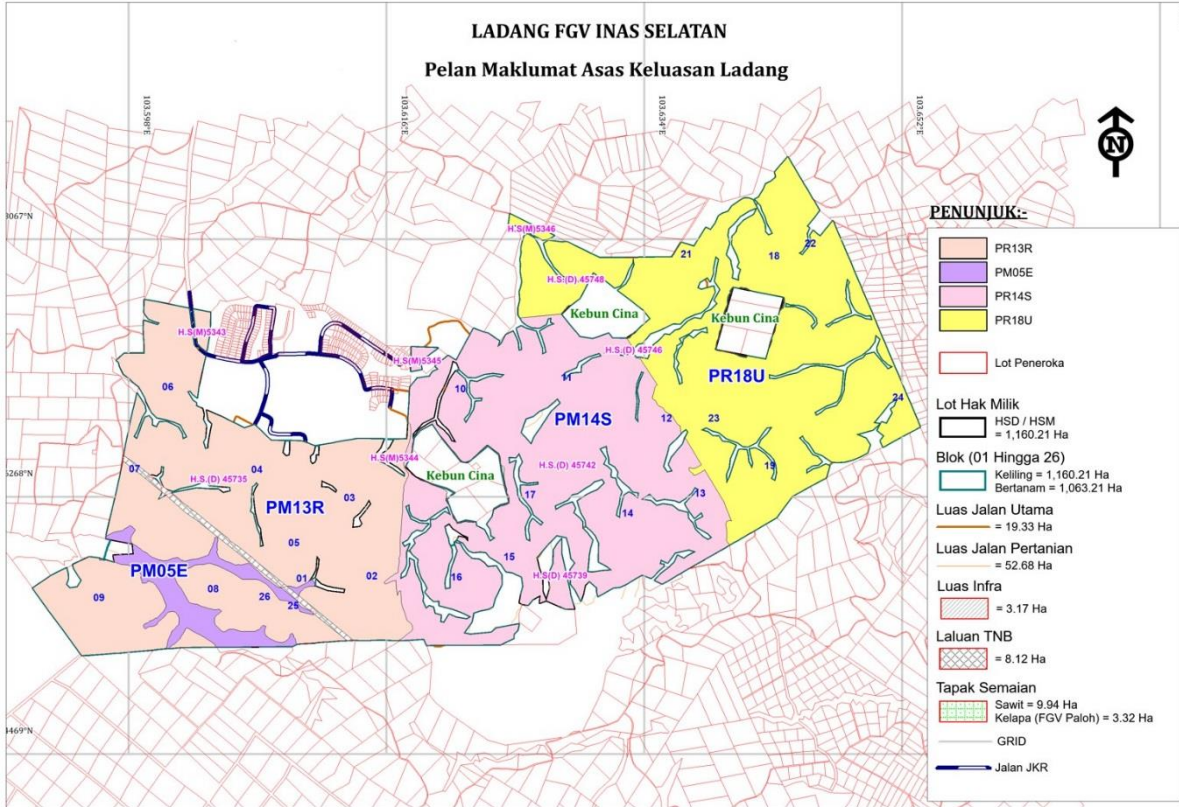 LADANG FGV INAS SELATAN
Pelan Maklumat Asas Keluasan Ladang
103.598°E
103.616°E
103.634°E
103.652°E
N
3067°N
5268°N
4469°N
H.S(M)5346
21
18
22
H.S.(D) 45748
Kebun Cina
Kebun Cina
H.S(M)5343
H.S(M)5345
H.S.(D) 45746
PR18U
06
10
11
24
PM14S
12
23
H.S(M)5344
07
04
H.S.(D) 45735
Kebun Cina
H.S.(D) 45742
19
03
17
13
PM13R
14
05
15
PM05E
01
02
16
H.S(D) 45739
09
08
26
25
PENUNJUK:-
PR13R
PM05E
PR14S
PR18U
Lot Peneroka
Lot Hak Milik
HSD / HSM
= 1,160.21 Ha
Blok (01 Hingga 26)
Keliling = 1,160.21 Ha
Bertanam = 1,063.21 Ha
Luas Jalan Utama
= 19.33 Ha
Luas Jalan Pertanian
= 52.68 Ha
Luas Infra
= 3.17 Ha
Laluan TNB
= 8.12 Ha
Tapak Semaian
Sawit = 9.94 Ha
Kelapa (FGV Paloh) = 3.32 Ha
GRID
Jalan JKR